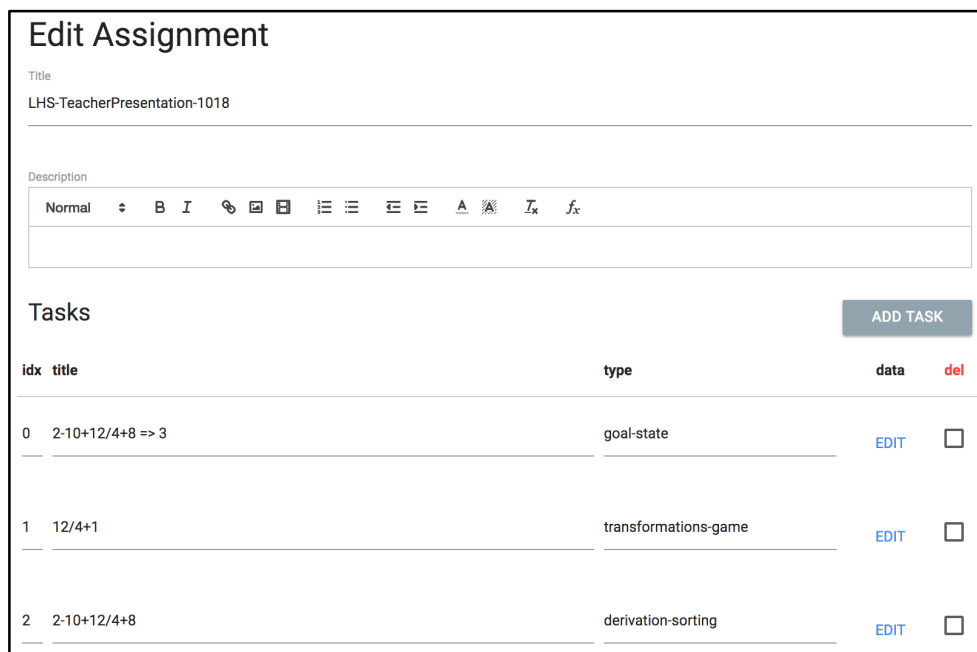 Edit Assignment
Title
LHS-TeacherPresentation-1018
Description
Normal B I A A Tx fx
Tasks
ADD TASK
idx title type data del
0 2-10+12/4+8 => 3 goal-state EDIT
1 12/4+1 transformations-game EDIT
2 2-10+12/4+8 derivation-sorting EDIT